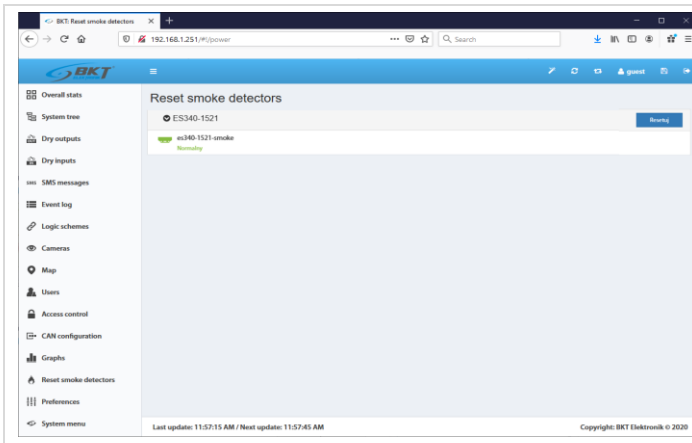 BKT: Reset smoke detectors
192.168.1.251/#!/power
Search
BKT
guest
Overall stats
System tree
Dry outputs
Dry inputs
SMS SMS messages
Event log
Logic schemes
Cameras
Map
Users
Access control
CAN configuration
Graphs
Reset smoke detectors
Preferences
System menu
Reset smoke detectors
ES340-1521
Resetuj
es340-1521-smoke
Normalny
Last update: 11:57:15 AM / Next update: 11:57:45 AM
Copyright: BKT Elektronik © 2020